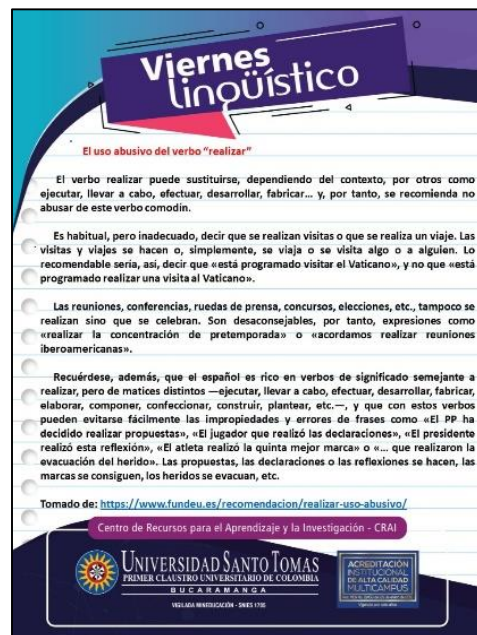 Viernes
lingüístico
El uso abusivo del verbo "realizar"
El verbo realizar puede sustituirse, dependiendo del contexto, por otros como
ejecutar, llevar a cabo, efectuar, desarrollar, fabricar... y, por tanto, se recomienda no
abusar de este verbo comodín.
Es habitual, pero inadecuado, decir que se realizan visitas o que se realiza un viaje. Las
visitas y viajes se hacen o, simplemente, se viaja o se visita algo o a alguien. Lo
recomendable sería, así, decir que «está programado visitar el Vaticano», y no que «está
programado realizar una visita al Vaticano».
Las reuniones, conferencias, ruedas de prensa, concursos, elecciones, etc., tampoco se
realizan sino que se celebran. Son desaconsejables, por tanto, expresiones como
«realizar la concentración de pretemporada» o «acordamos realizar reuniones
iberoamericanas».
Recuérdese, además, que el español es rico en verbos de significado semejante a
realizar, pero de matices distintos —ejecutar, llevar a cabo, efectuar, desarrollar, fabricar,
elaborar, componer, confeccionar, construir, plantear, etc.—, y que con estos verbos
pueden evitarse fácilmente las impropiedades y errores de frases como «El PP ha
decidido realizar propuestas», «El jugador que realizó las declaraciones», «El presidente
realizó esta reflexión», «El atleta realizó la quinta mejor marca» o «... que realizaron la
evacuación del herido». Las propuestas, las declaraciones o las reflexiones se hacen, las
marcas se consiguen, los heridos se evacuan, etc.
Tomado de: https://www.fundeu.es/recomendacion/realizar-uso-abusivo/
Centro de Recursos para el Aprendizaje y la Investigación - CRAI
UNIVERSIDAD SANTO TOMAS
PRIMER CLAUSTRO UNIVERSITARIO DE COLOMBIA
BUCARAMANGA
VIGILADA MINEDUCACIÓN - SNIES 1705
ACREDITACIÓN
INSTITUCIONAL
DE ALTA CALIDAD
MULTICAMPUS